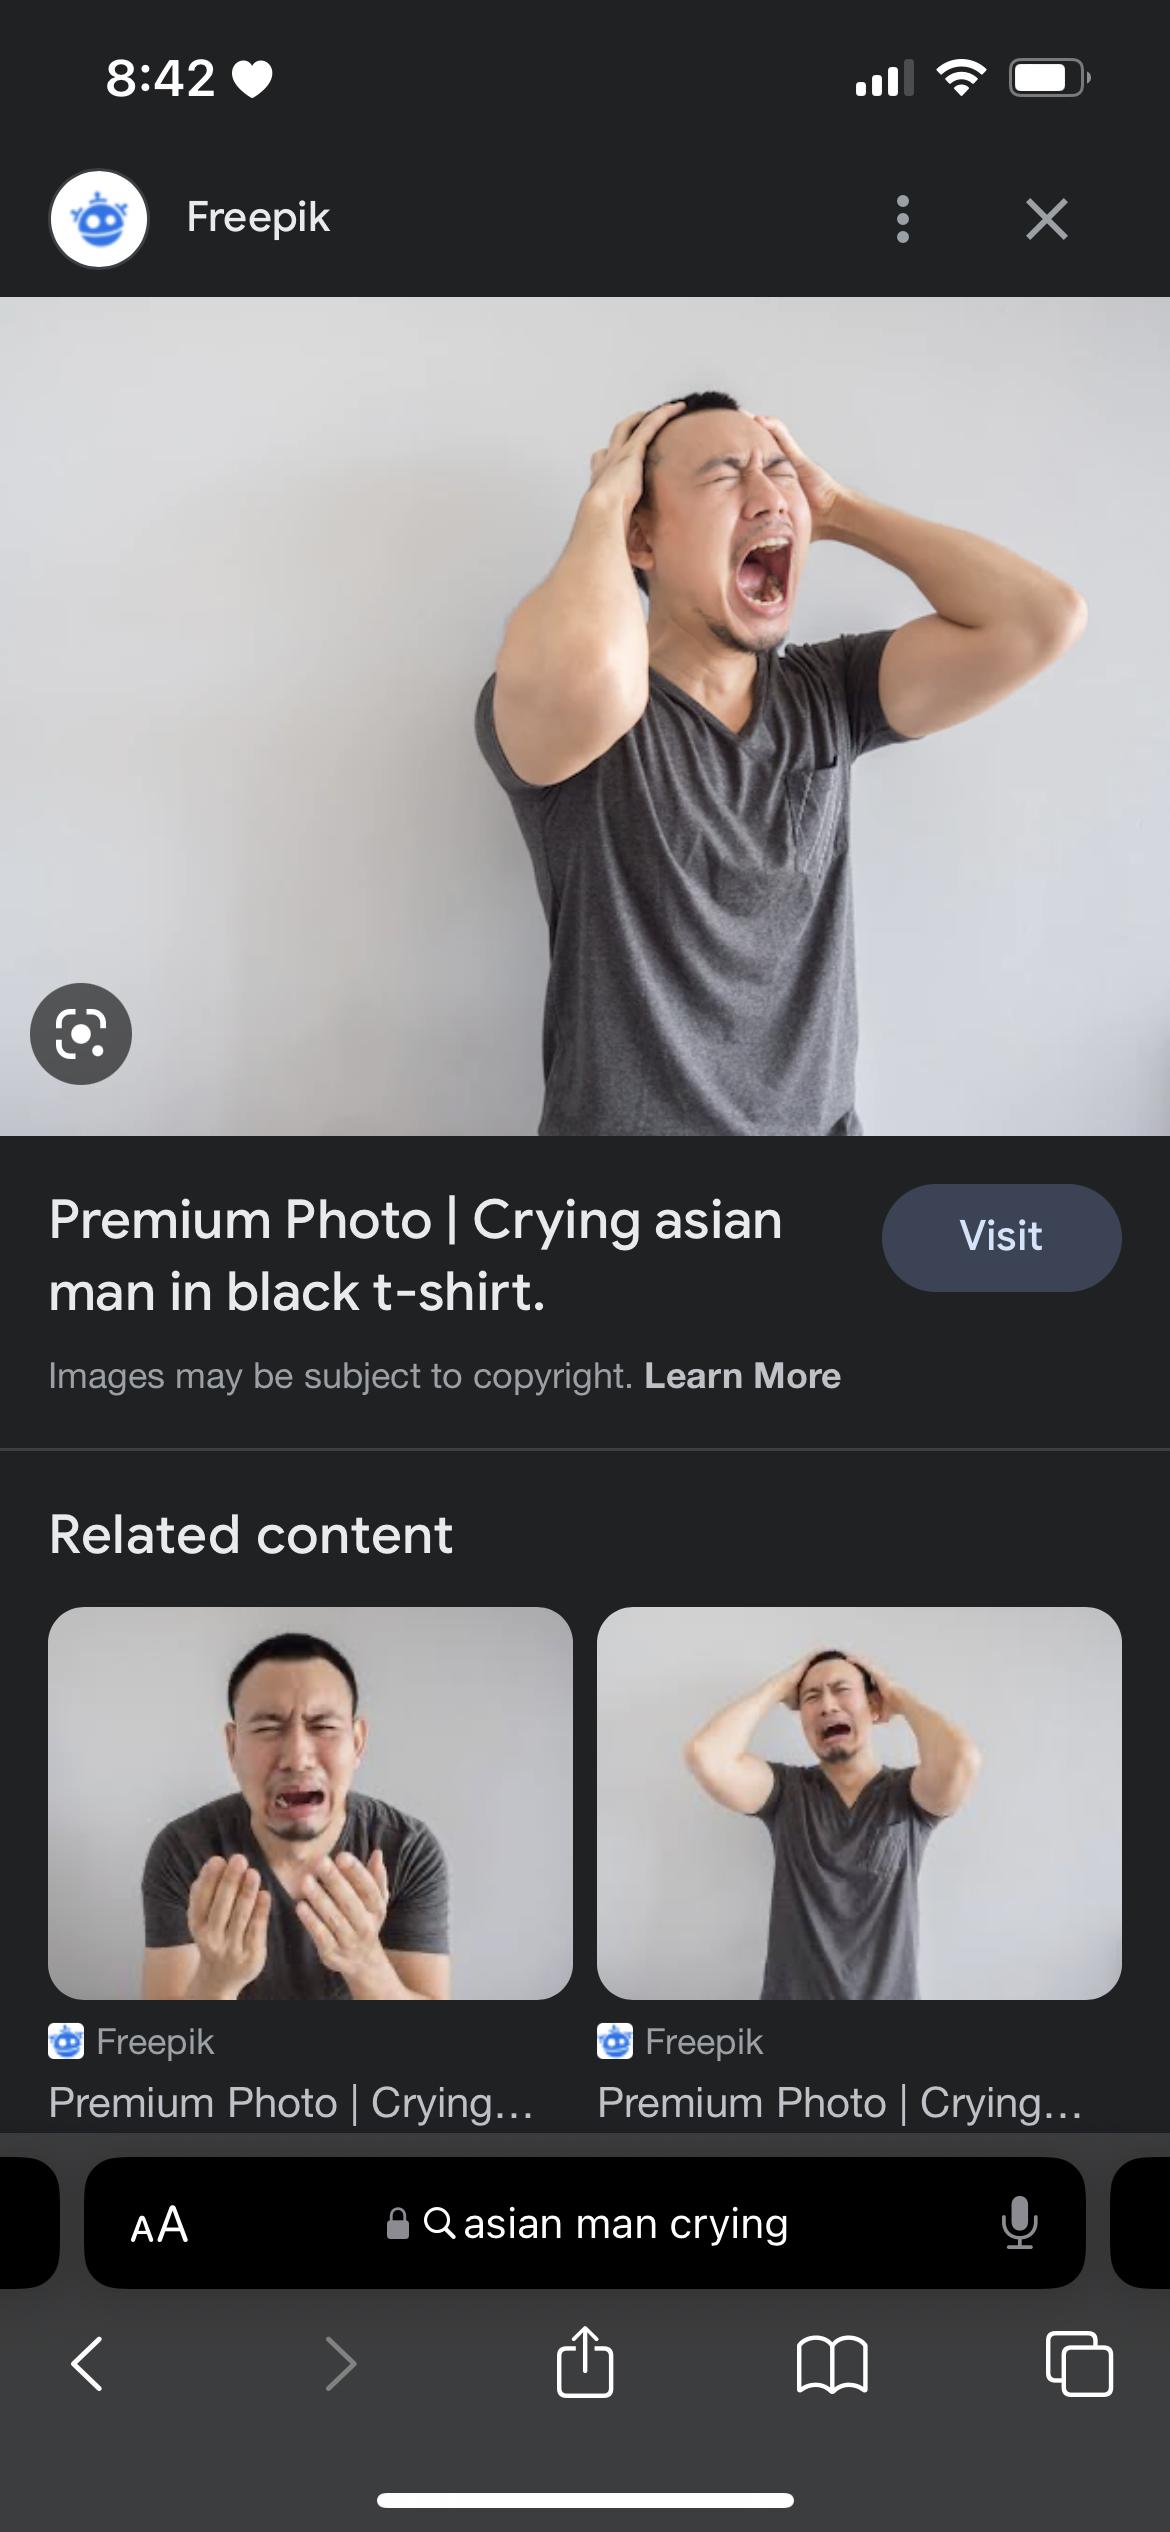 8:42
Freepik
Premium Photo | Crying asian
man in black t-shirt.
Visit
Images may be subject to copyright. Learn More
Related content
Freepik
Premium Photo | Crying...
Freepik
Premium Photo | Crying...
AA
asian man crying